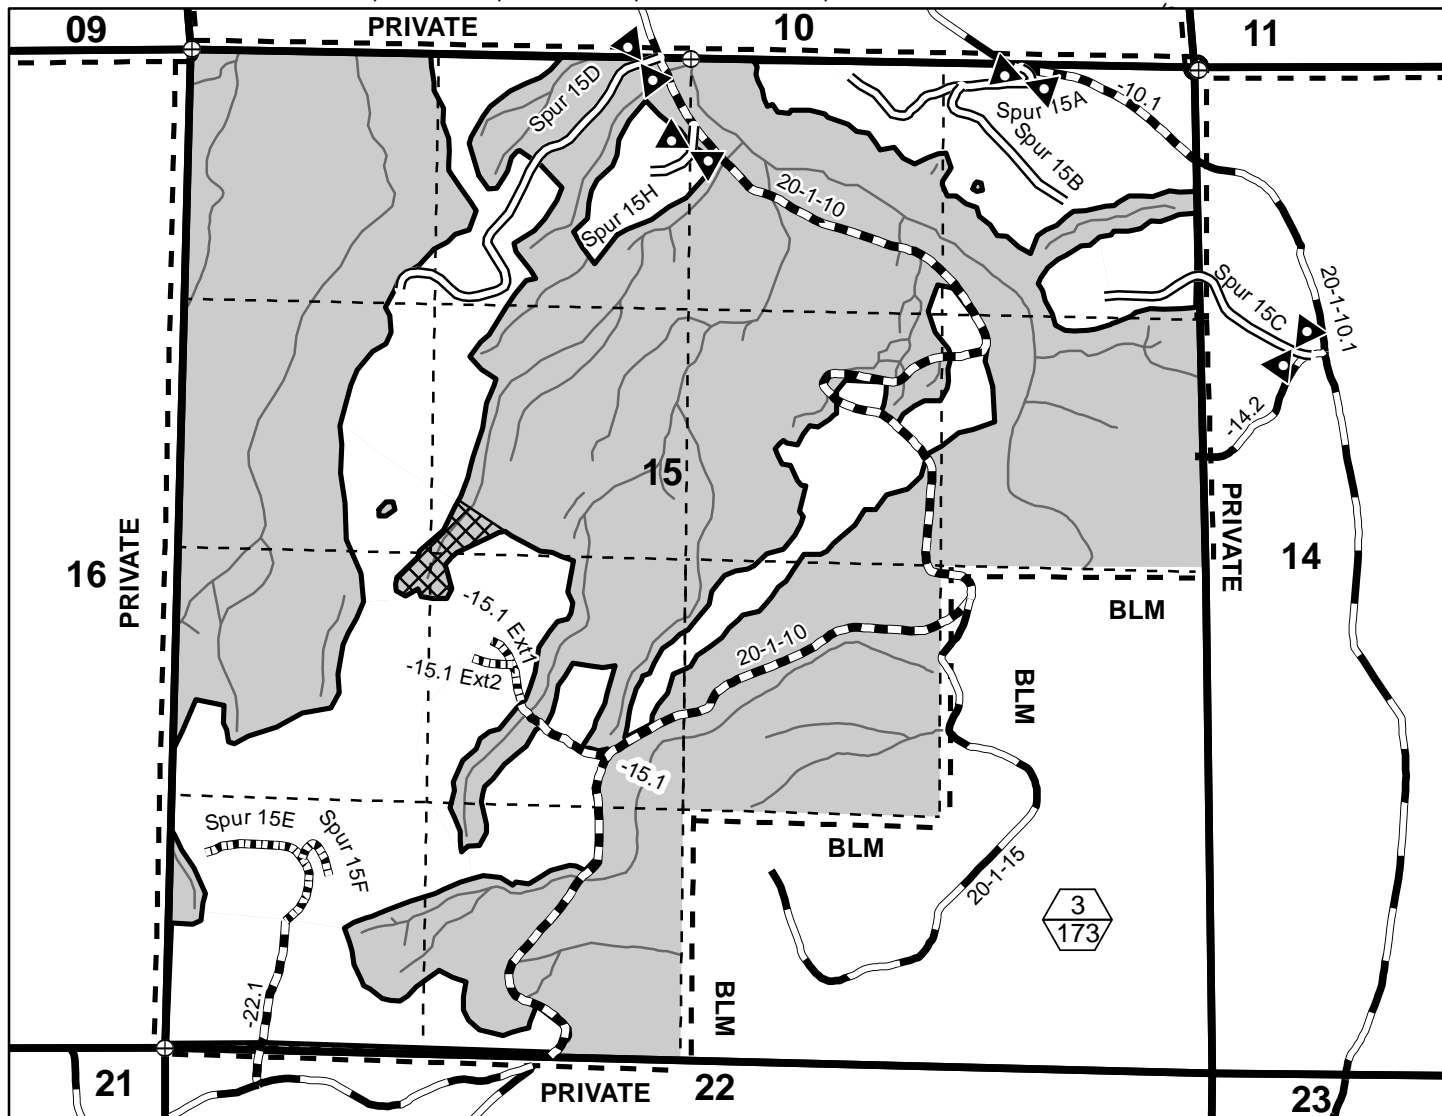 09
PRIVATE
10
11
Spur 15D
Spur 15A
-10.1
Spur 15B
20-1-10
Spur 15H
Spur 15C
20-1-10.1
-14.2
15
PRIVATE
16
PRIVATE
14
-15.1 Ext1
-15.1 Ext2
20-1-10
BLM
BLM
-15.1
Spur 15E
Spur 15F
BLM
20-1-15
3
173
-22.1
BLM
21
PRIVATE
22
23